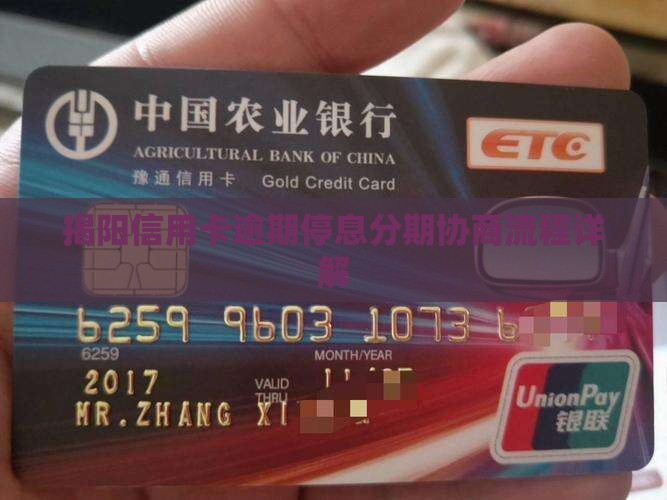 中国农业银行
ETC
AGRICULTURAL BANK OF CHINA
豫通信用卡 Gold Credit Card
揭阳信用卡逾期停息分期协商流程详
解
6259 9603 1073 6
6259
MONTH/YEAR
2017
VALID
THRU
MR.ZHANG XI
UnionPay
银联